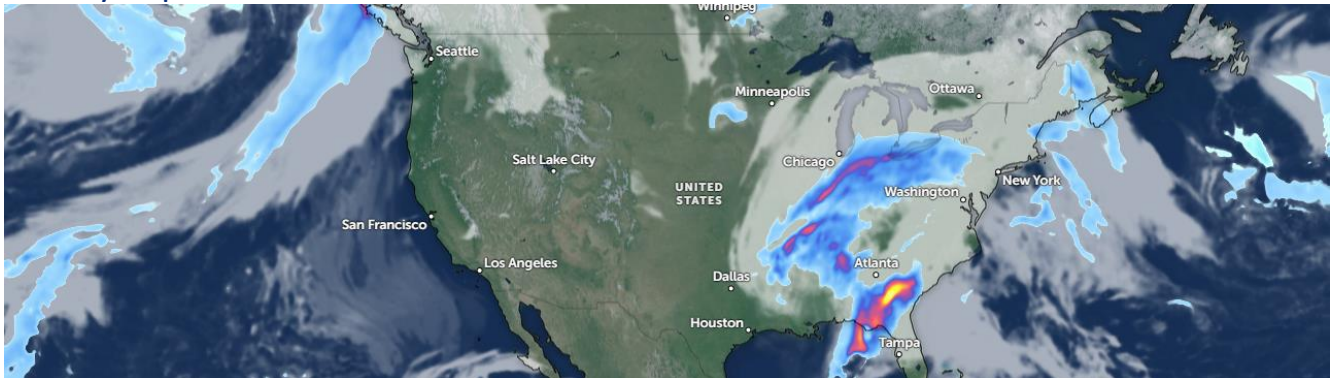 Winnipeg
Seattle
Minneapolis
Ottawa
Salt Lake City
Chicago
UNITED
STATES
New York
Washington
San Francisco
Los Angeles
Atlanta
Dallas
Houston
Tampa